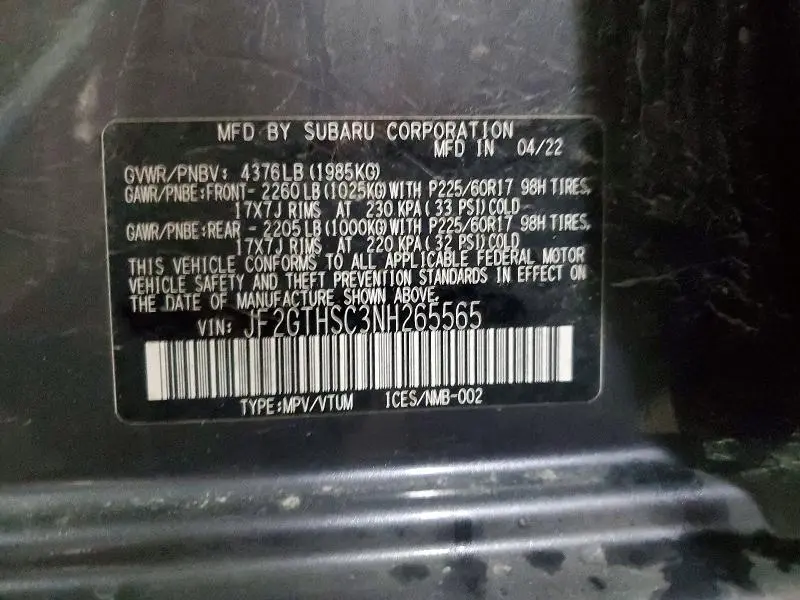 MFD BY SUBARU CORPORATION
MFD IN 04/22
GVWR/PNBV: 4376LB (1985KG)
GAWR/PNBE:FRONT- 2260LB (1025KG)WITH P225/60R17 98H TIRES,
17X7J RIMS AT 230 KPA (33 PSI)COLD
GAWR/PNBE:REAR - 2205LB (1000KG)WITH P225/60R17 98H TIRES,
17X7J RIMS AT 220 KPA (32 PSI)COLD
THIS VEHICLE CONFORMS TO ALL APPLICABLE FEDERAL MOTOR
VEHICLE SAFETY AND THEFT PREVENTION STANDARDS IN EFFECT ON
THE DATE OF MANUFACTURE SHOWN ABOVE.
VIN: JF2GTHSC3NH265565
TYPE:MPV/VTUM ICES/NMB-002